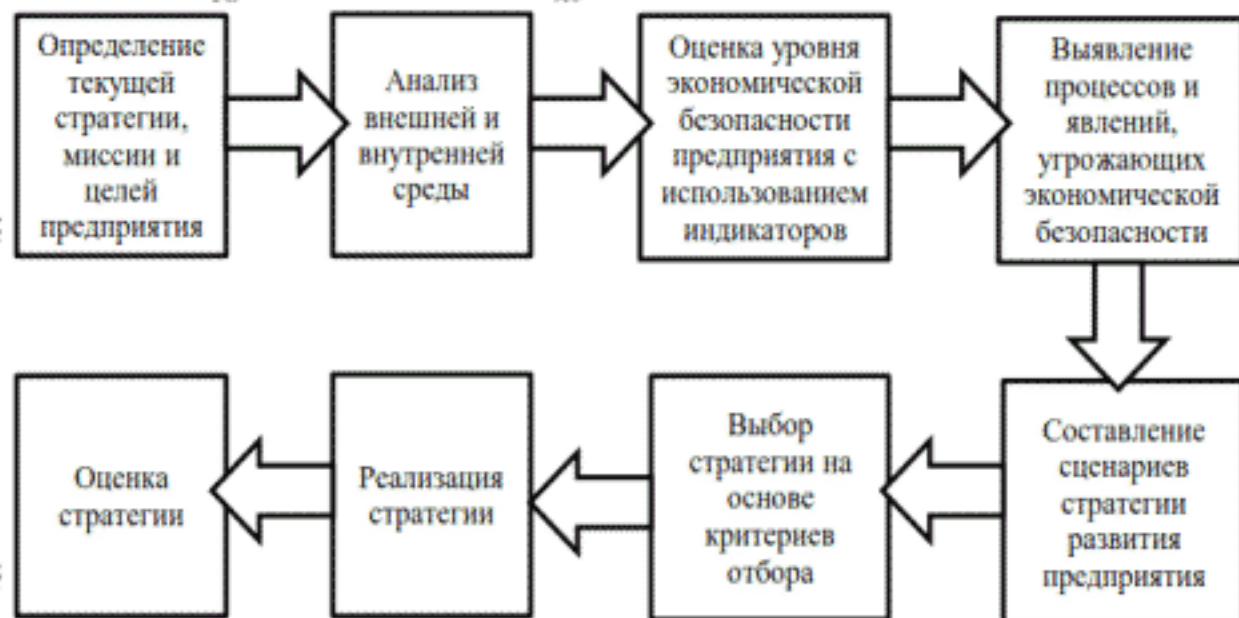 Определение
текущей
стратегии,
миссии и
целей
предприятия
Анализ
внешней и
внутренней
среды
Оценка уровня
экономической
безопасности
предприятия с
использованием
индикаторов
Выявление
процессов и
явлений,
угрожающих
экономической
безопасности
Составление
сценариев
стратегии
развития
предприятия
Выбор
стратегии на
основе
критериев
отбора
Реализация
стратегии
Оценка
стратегии